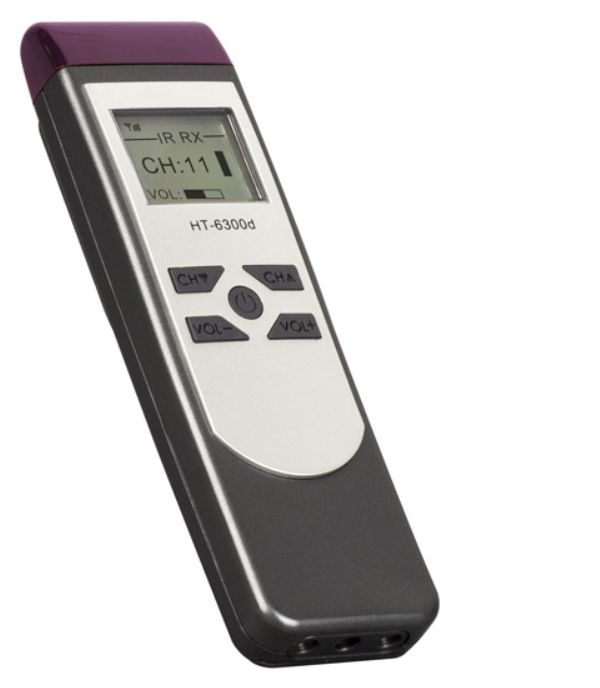 IR RX
CH:11
VOL:
HT-6300d
CH▼ CH▲
VOL− VOL+